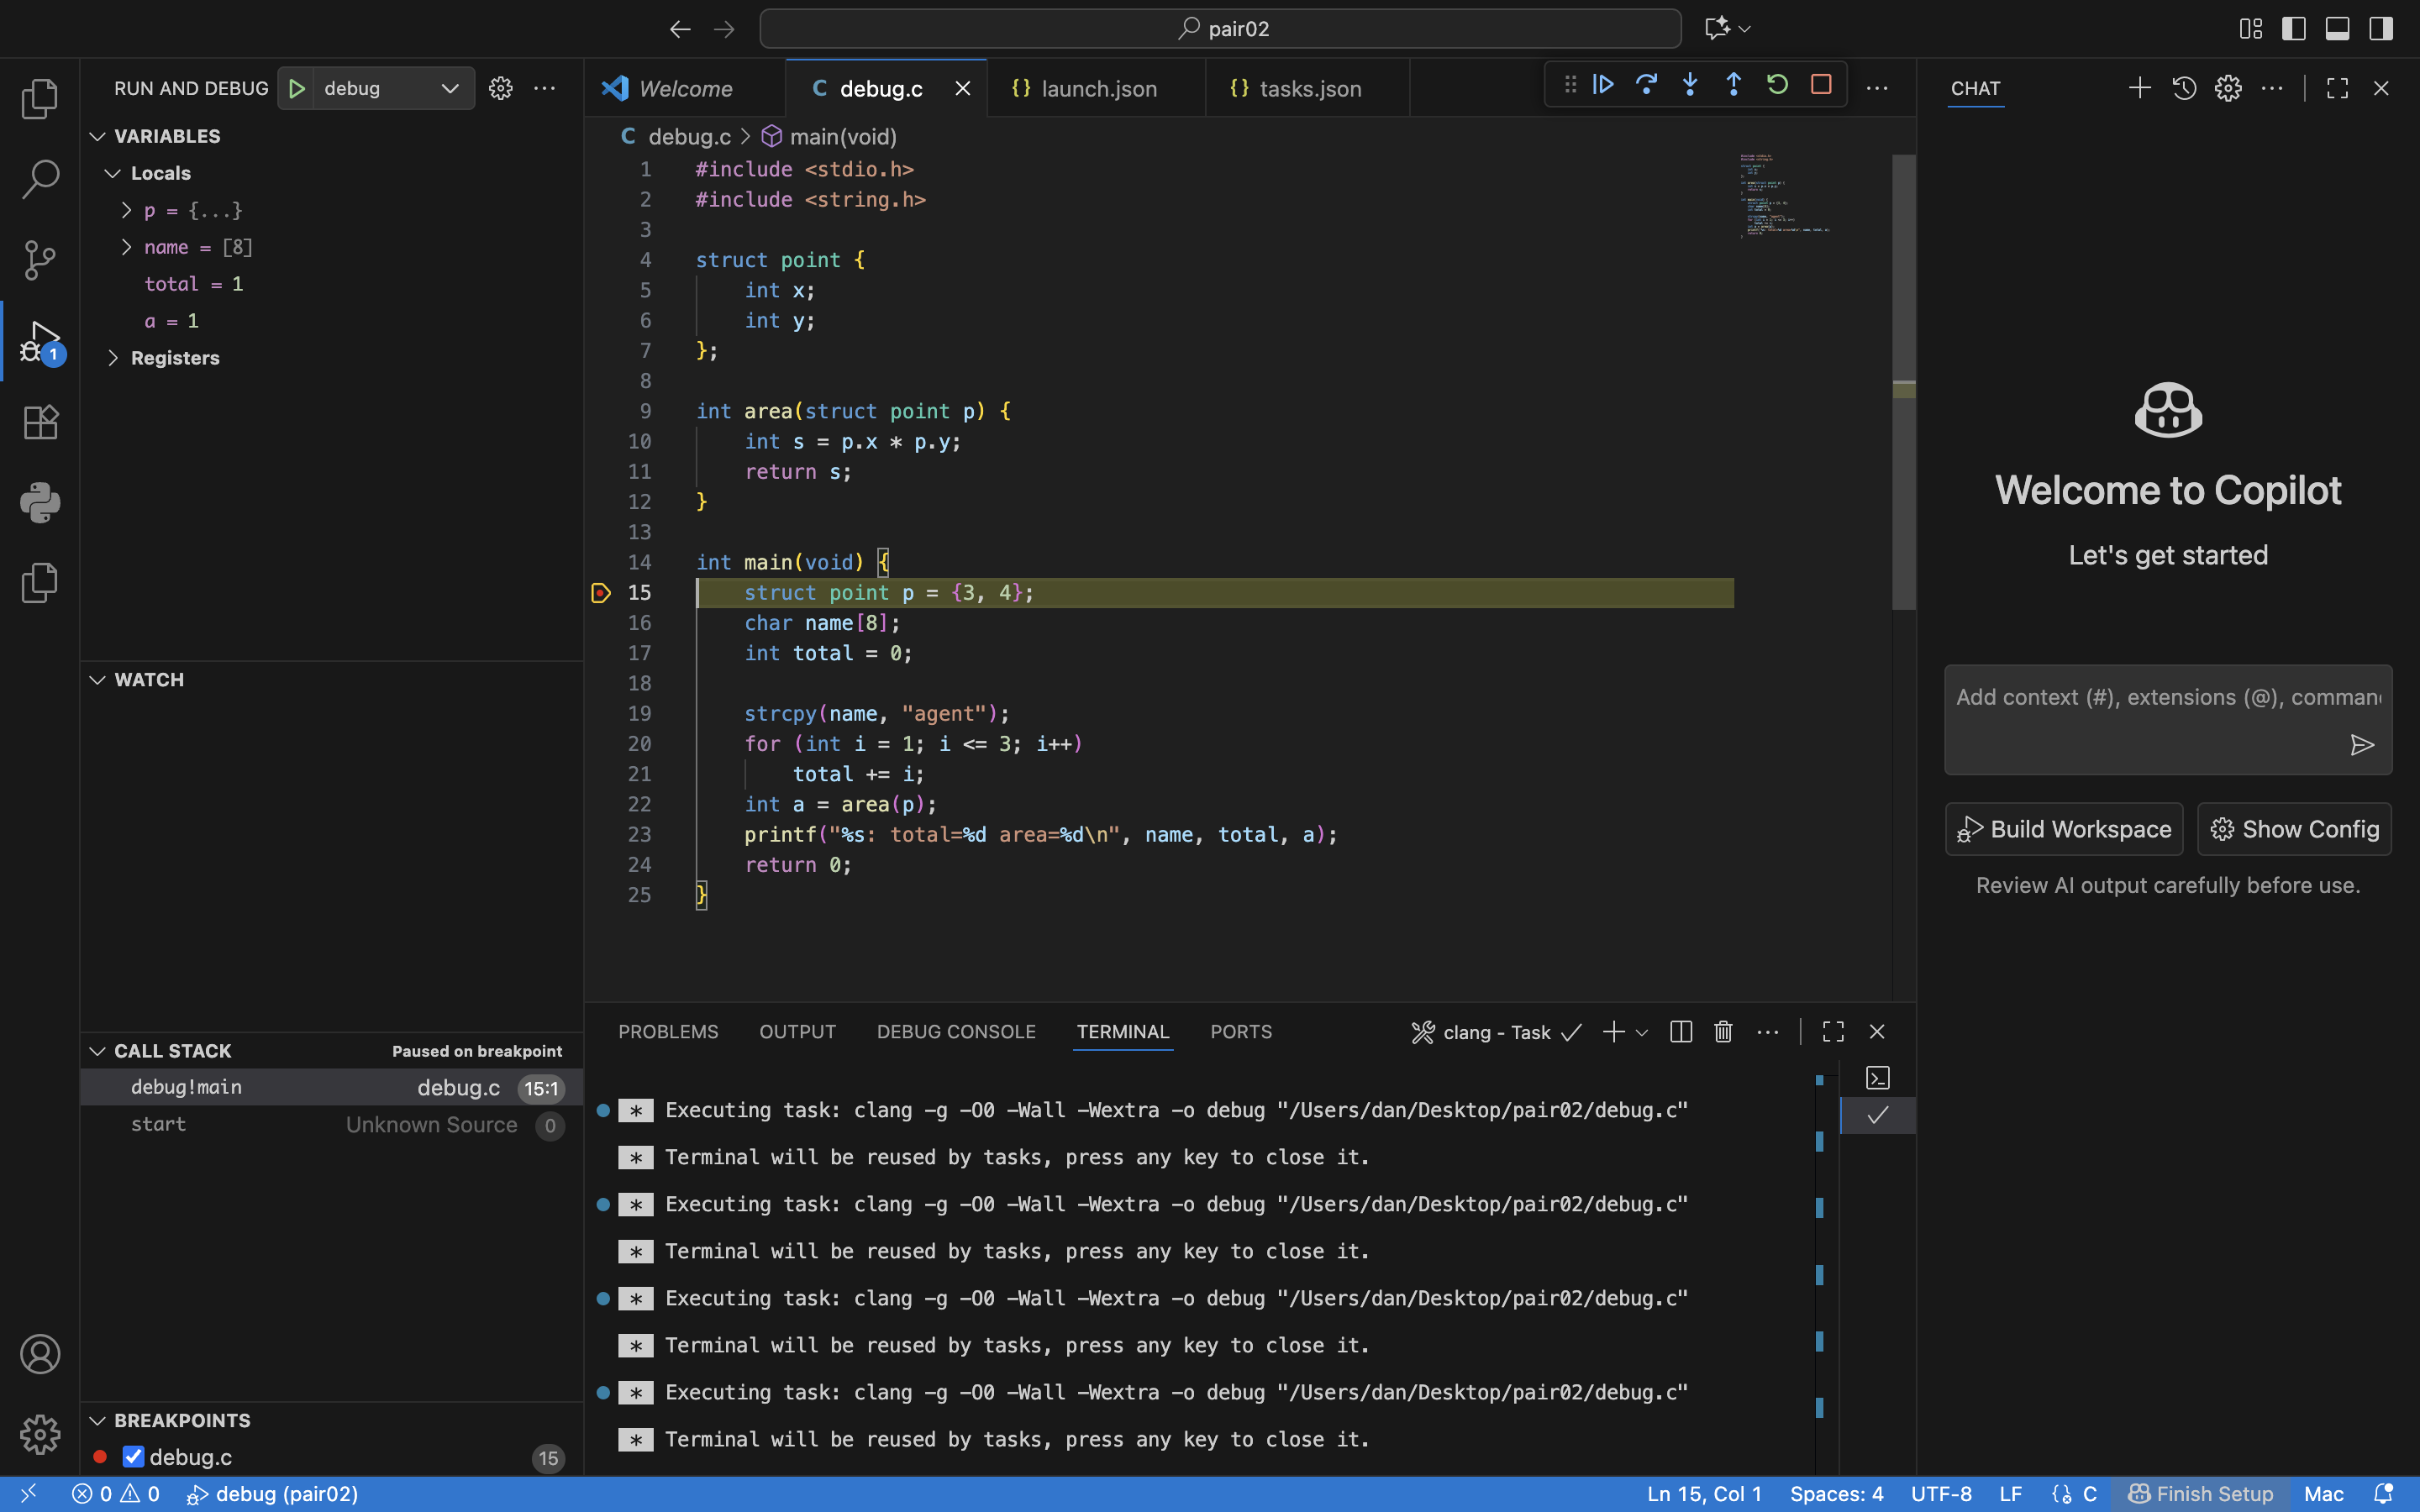 pair02
RUN AND DEBUG debug
VARIABLES
Locals
p = {...}
name = [8]
total = 1
a = 1
Registers
WATCH
CALL STACK Paused on breakpoint
debug!main debug.c 15:1
start Unknown Source 0
BREAKPOINTS
debug.c 15
1
Welcome debug.c launch.json tasks.json
C debug.c > main(void)
1 #include <stdio.h>
2 #include <string.h>
3
4 struct point {
5 int x;
6 int y;
7 };
8
9 int area(struct point p) {
10 int s = p.x * p.y;
11 return s;
12 }
13
14 int main(void) {
15 struct point p = {3, 4};
16 char name[8];
17 int total = 0;
18
19 strcpy(name, "agent");
20 for (int i = 1; i <= 3; i++)
21 total += i;
22 int a = area(p);
23 printf("%s: total=%d area=%d\n", name, total, a);
24 return 0;
25 }
PROBLEMS OUTPUT DEBUG CONSOLE TERMINAL PORTS clang - Task
* Executing task: clang -g -O0 -Wall -Wextra -o debug "/Users/dan/Desktop/pair02/debug.c"
* Terminal will be reused by tasks, press any key to close it.
* Executing task: clang -g -O0 -Wall -Wextra -o debug "/Users/dan/Desktop/pair02/debug.c"
* Terminal will be reused by tasks, press any key to close it.
* Executing task: clang -g -O0 -Wall -Wextra -o debug "/Users/dan/Desktop/pair02/debug.c"
* Terminal will be reused by tasks, press any key to close it.
* Executing task: clang -g -O0 -Wall -Wextra -o debug "/Users/dan/Desktop/pair02/debug.c"
* Terminal will be reused by tasks, press any key to close it.
CHAT
Welcome to Copilot
Let's get started
Add context (#), extensions (@), comman
Build Workspace Show Config
Review AI output carefully before use.
0 0 debug (pair02) Ln 15, Col 1 Spaces: 4 UTF-8 LF C Finish Setup Mac